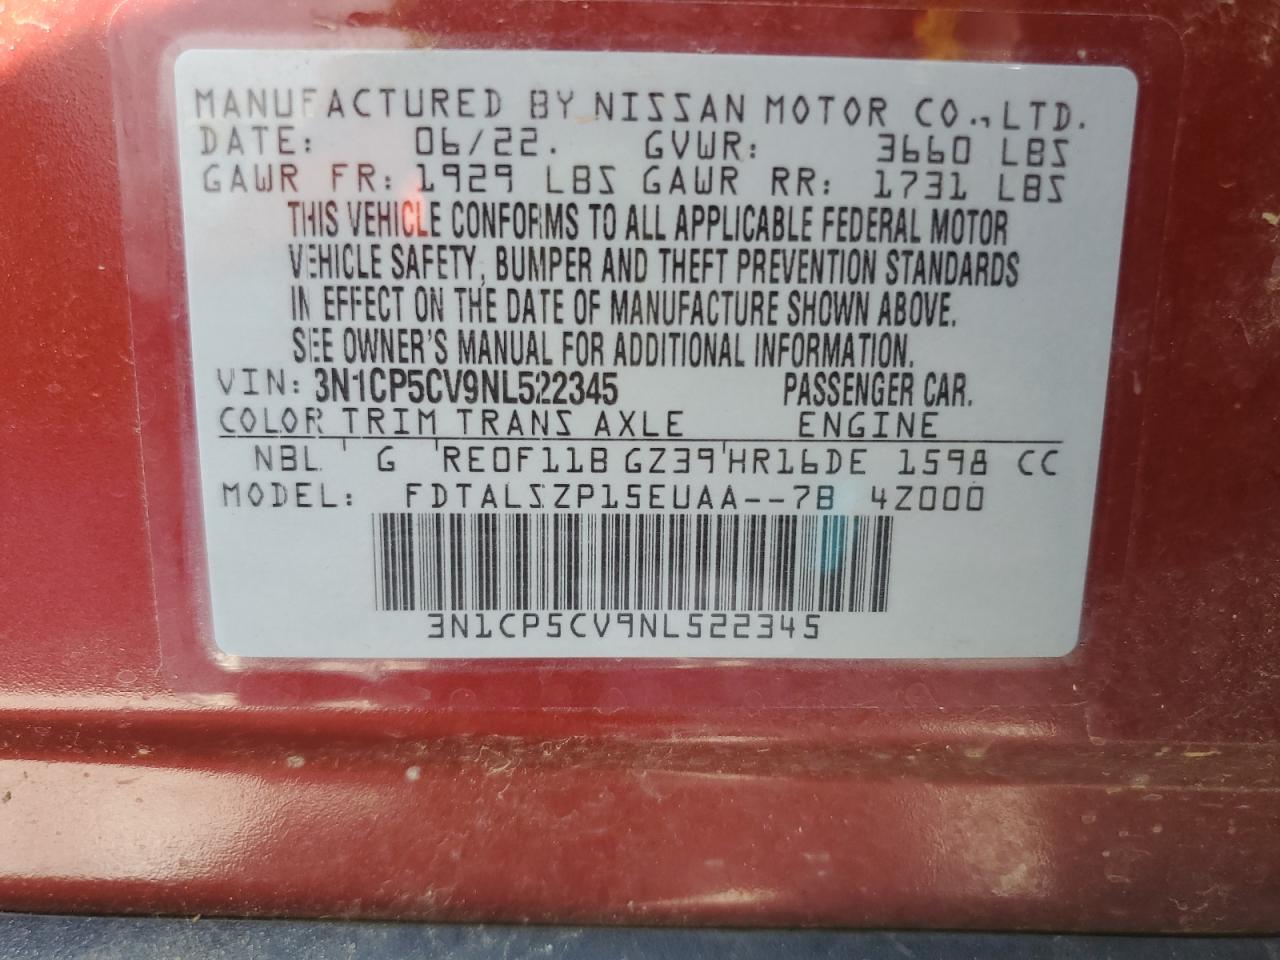 MANUFACTURED BY NISSAN MOTOR CO., LTD.
DATE: 06/22. GVWR: 3660 LBS
GAWR FR: 1929 LBS GAWR RR: 1731 LBS
THIS VEHICLE CONFORMS TO ALL APPLICABLE FEDERAL MOTOR
VEHICLE SAFETY, BUMPER AND THEFT PREVENTION STANDARDS
IN EFFECT ON THE DATE OF MANUFACTURE SHOWN ABOVE.
SEE OWNER'S MANUAL FOR ADDITIONAL INFORMATION.
VIN: 3N1CP5CV9NL522345 PASSENGER CAR.
COLOR TRIM TRANS AXLE ENGINE
NBL ' G ' RE0F11B GZ39 ' HR16DE 1598 CC
MODEL: FDTALSZP15EUAA--7B 4Z000
3N1CP5CV9NL522345